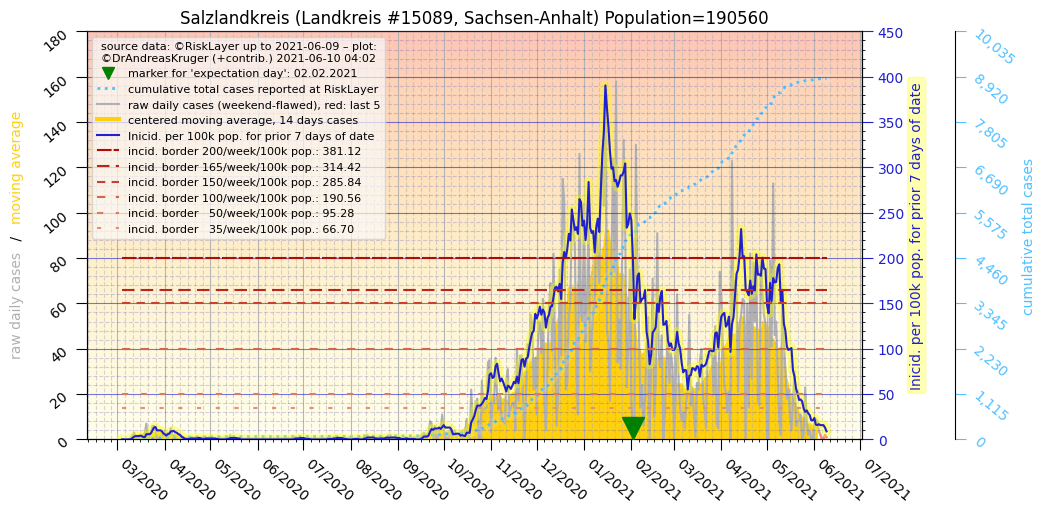 Salzlandkreis (Landkreis #15089, Sachsen-Anhalt) Population=190560
source data: ©RiskLayer up to 2021-06-09 – plot:
©DrAndreasKruger (+contrib.) 2021-06-10 04:02
marker for 'expectation day': 02.02.2021
cumulative total cases reported at RiskLayer
raw daily cases (weekend-flawed), red: last 5
centered moving average, 14 days cases
Inicid. per 100k pop. for prior 7 days of date
incid. border 200/week/100k pop.: 381.12
incid. border 165/week/100k pop.: 314.42
incid. border 150/week/100k pop.: 285.84
incid. border 100/week/100k pop.: 190.56
incid. border   50/week/100k pop.: 95.28
incid. border   35/week/100k pop.: 66.70
raw daily cases   /   moving average
180
160
140
120
100
80
60
40
20
0
450
400
350
300
250
200
150
100
50
0
Inicid. per 100k pop. for prior 7 days of date
10,035
8,920
7,805
6,690
5,575
4,460
3,345
2,230
1,115
0
cumulative total cases
03/2020
04/2020
05/2020
06/2020
07/2020
08/2020
09/2020
10/2020
11/2020
12/2020
01/2021
02/2021
03/2021
04/2021
05/2021
06/2021
07/2021